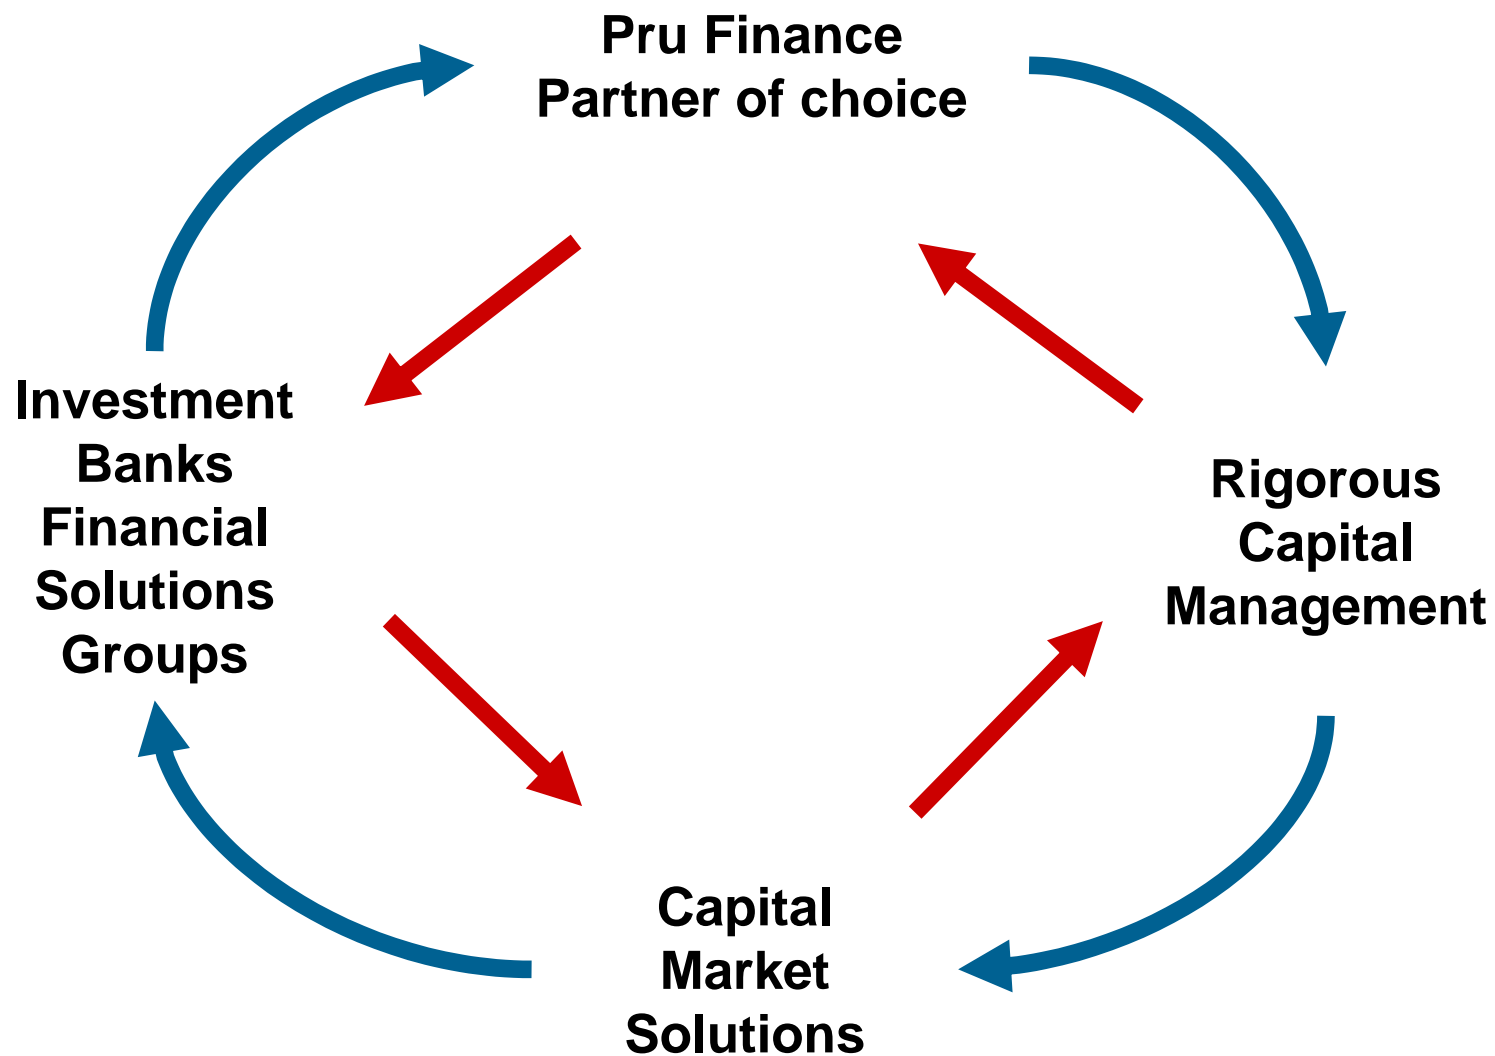 Pru Finance
Partner of choice
Investment
Banks
Financial
Solutions
Groups
Rigorous
Capital
Management
Capital
Market
Solutions